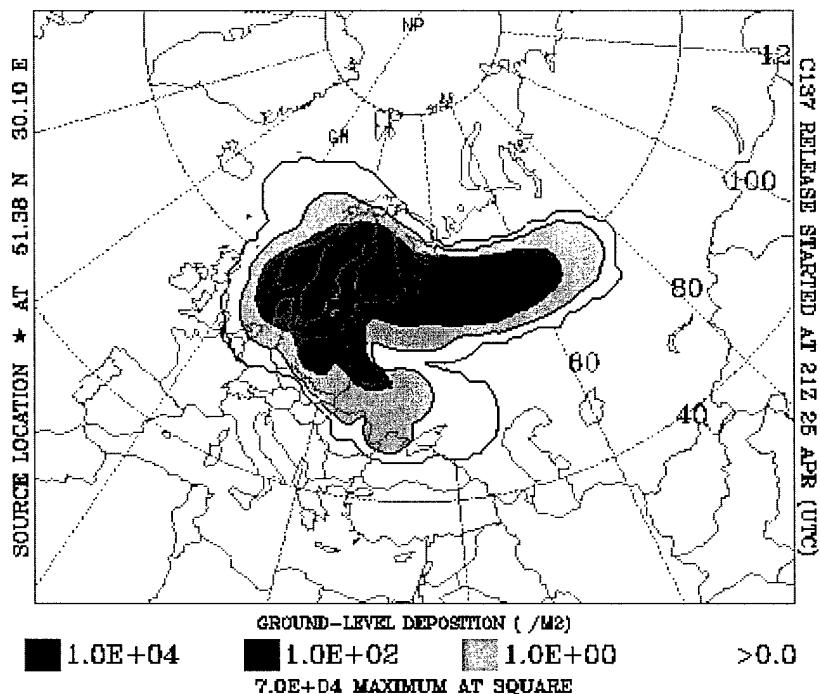 SOURCE LOCATION ★ AT 51.38 N 30.10 E
NP
12
GM
100
80
60
40
C137 RELEASE STARTED AT 21Z 25 APR (UTC)
GROUND-LEVEL DEPOSITION ( /M2)
1.0E+04 1.0E+02 1.0E+00 >0.0
7.0E+04 MAXIMUM AT SQUARE